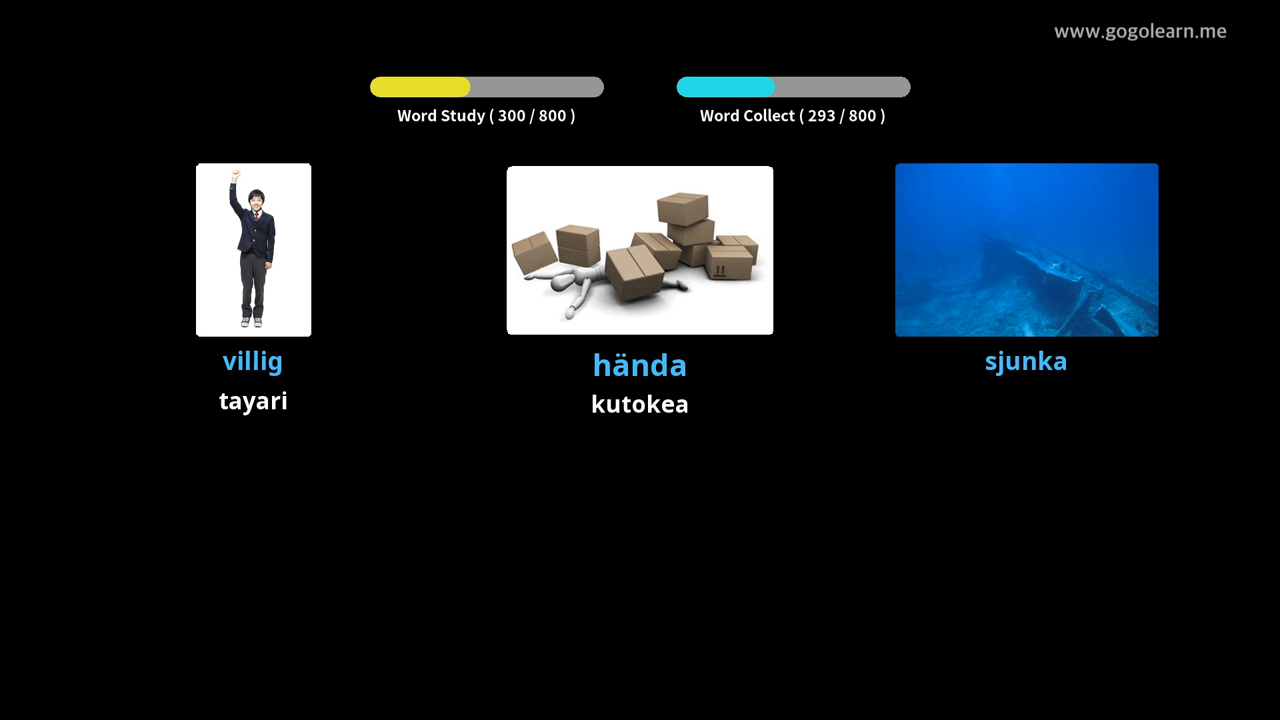 www.gogolearn.me
Word Study ( 300 / 800 )
Word Collect ( 293 / 800 )
villig
tayari
hända
kutokea
sjunka